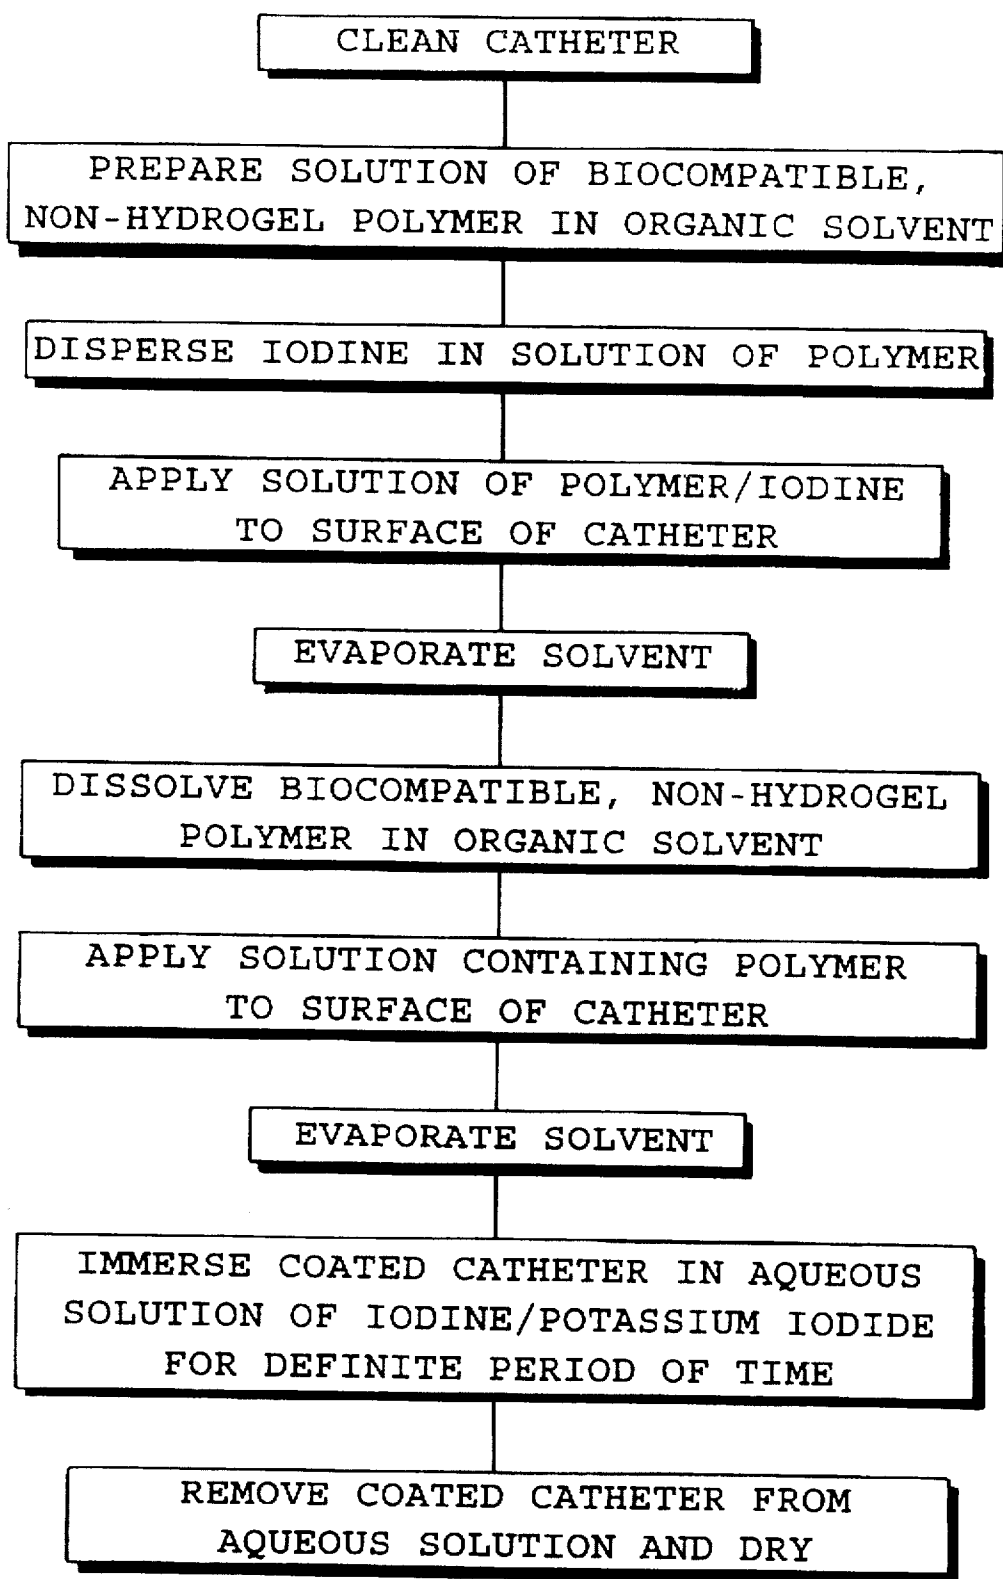 CLEAN CATHETER
PREPARE SOLUTION OF BIOCOMPATIBLE,
NON-HYDROGEL POLYMER IN ORGANIC SOLVENT
DISPERSE IODINE IN SOLUTION OF POLYMER
APPLY SOLUTION OF POLYMER/IODINE
TO SURFACE OF CATHETER
EVAPORATE SOLVENT
DISSOLVE BIOCOMPATIBLE, NON-HYDROGEL
POLYMER IN ORGANIC SOLVENT
APPLY SOLUTION CONTAINING POLYMER
TO SURFACE OF CATHETER
EVAPORATE SOLVENT
IMMERSE COATED CATHETER IN AQUEOUS
SOLUTION OF IODINE/POTASSIUM IODIDE
FOR DEFINITE PERIOD OF TIME
REMOVE COATED CATHETER FROM
AQUEOUS SOLUTION AND DRY